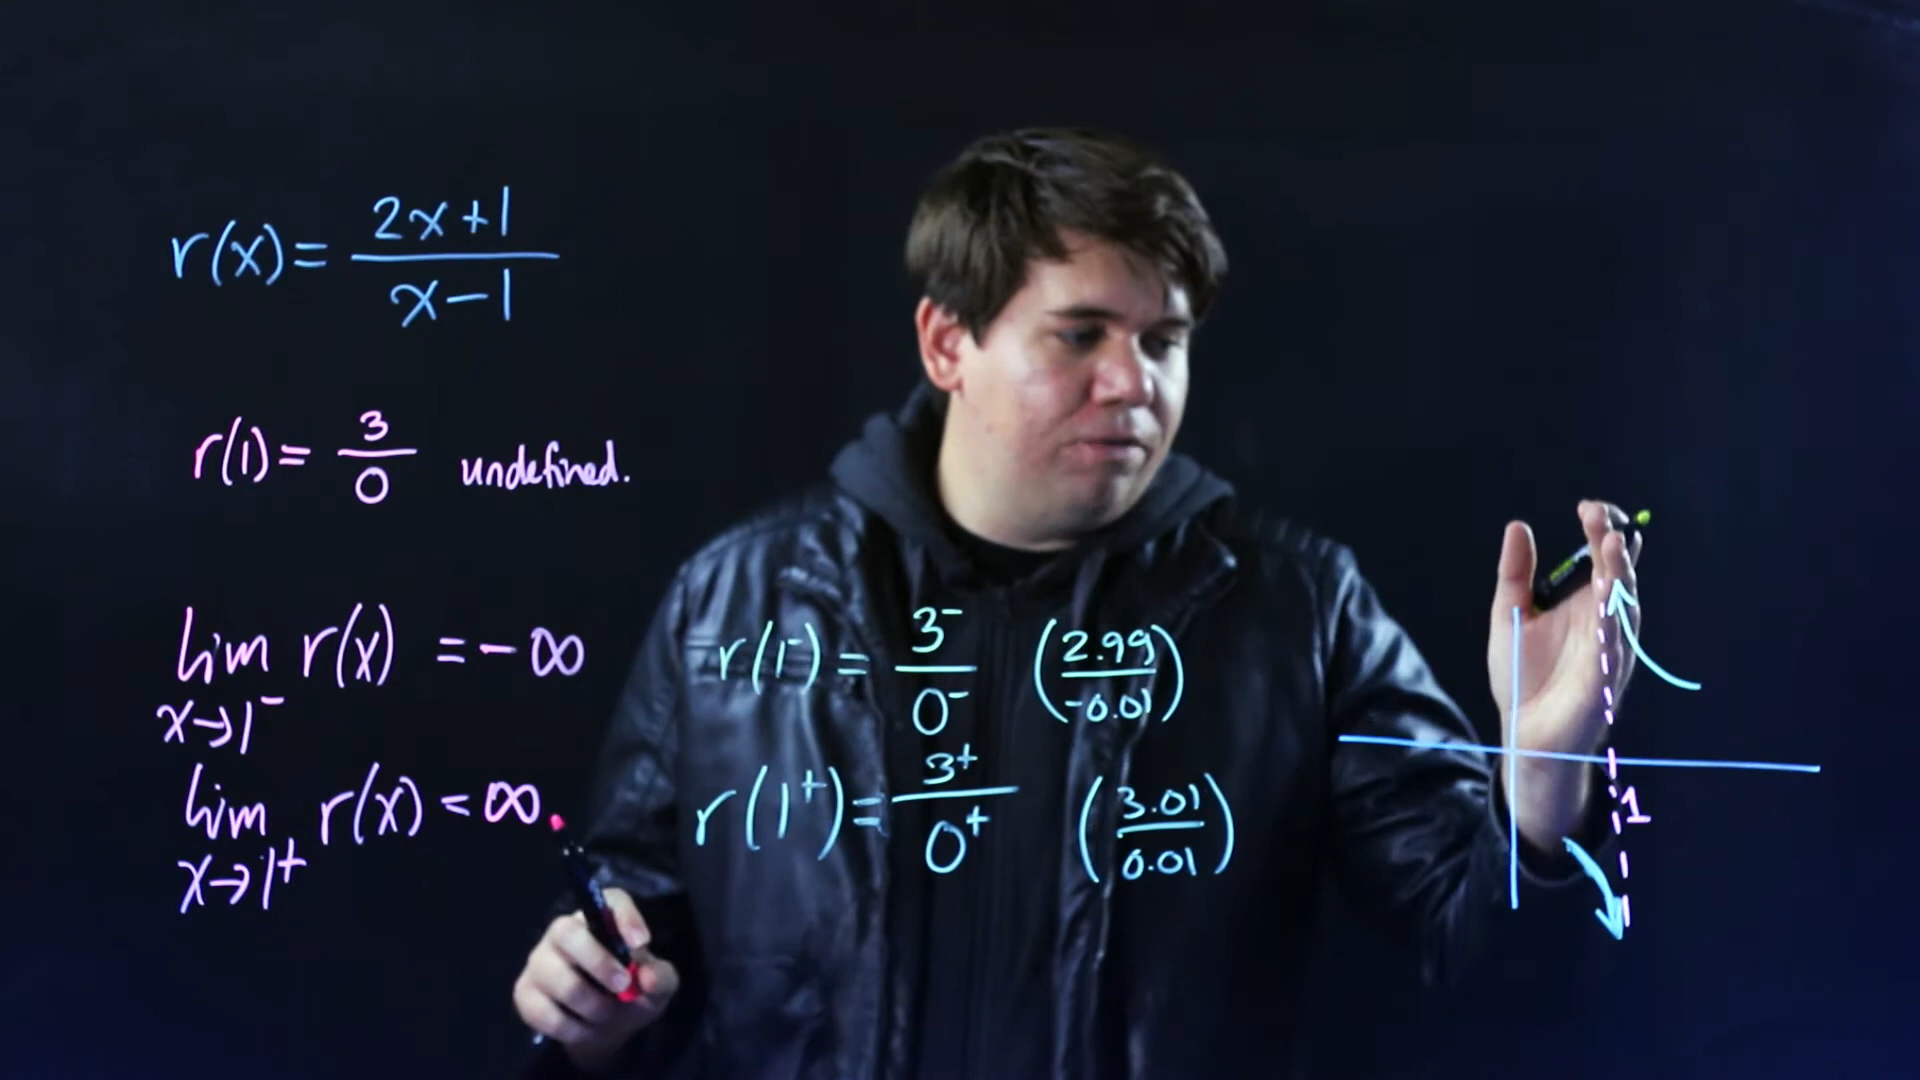 r(x) = (2x+1)/(x-1)
r(1) = 3/0 undefined.
lim x→1⁻ r(x) = -∞
r(1⁻) = 3⁻/0⁻ (2.99/-0.01)
lim x→1⁺ r(x) = ∞
r(1⁺) = 3⁺/0⁺ (3.01/0.01)
1